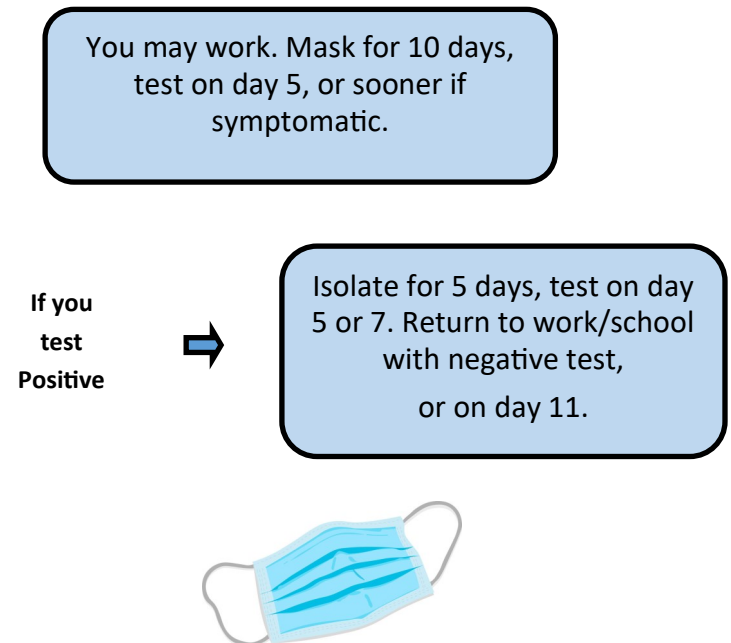 You may work. Mask for 10 days,
test on day 5, or sooner if
symptomatic.
If you
test
Positive
Isolate for 5 days, test on day
5 or 7. Return to work/school
with negative test,
or on day 11.